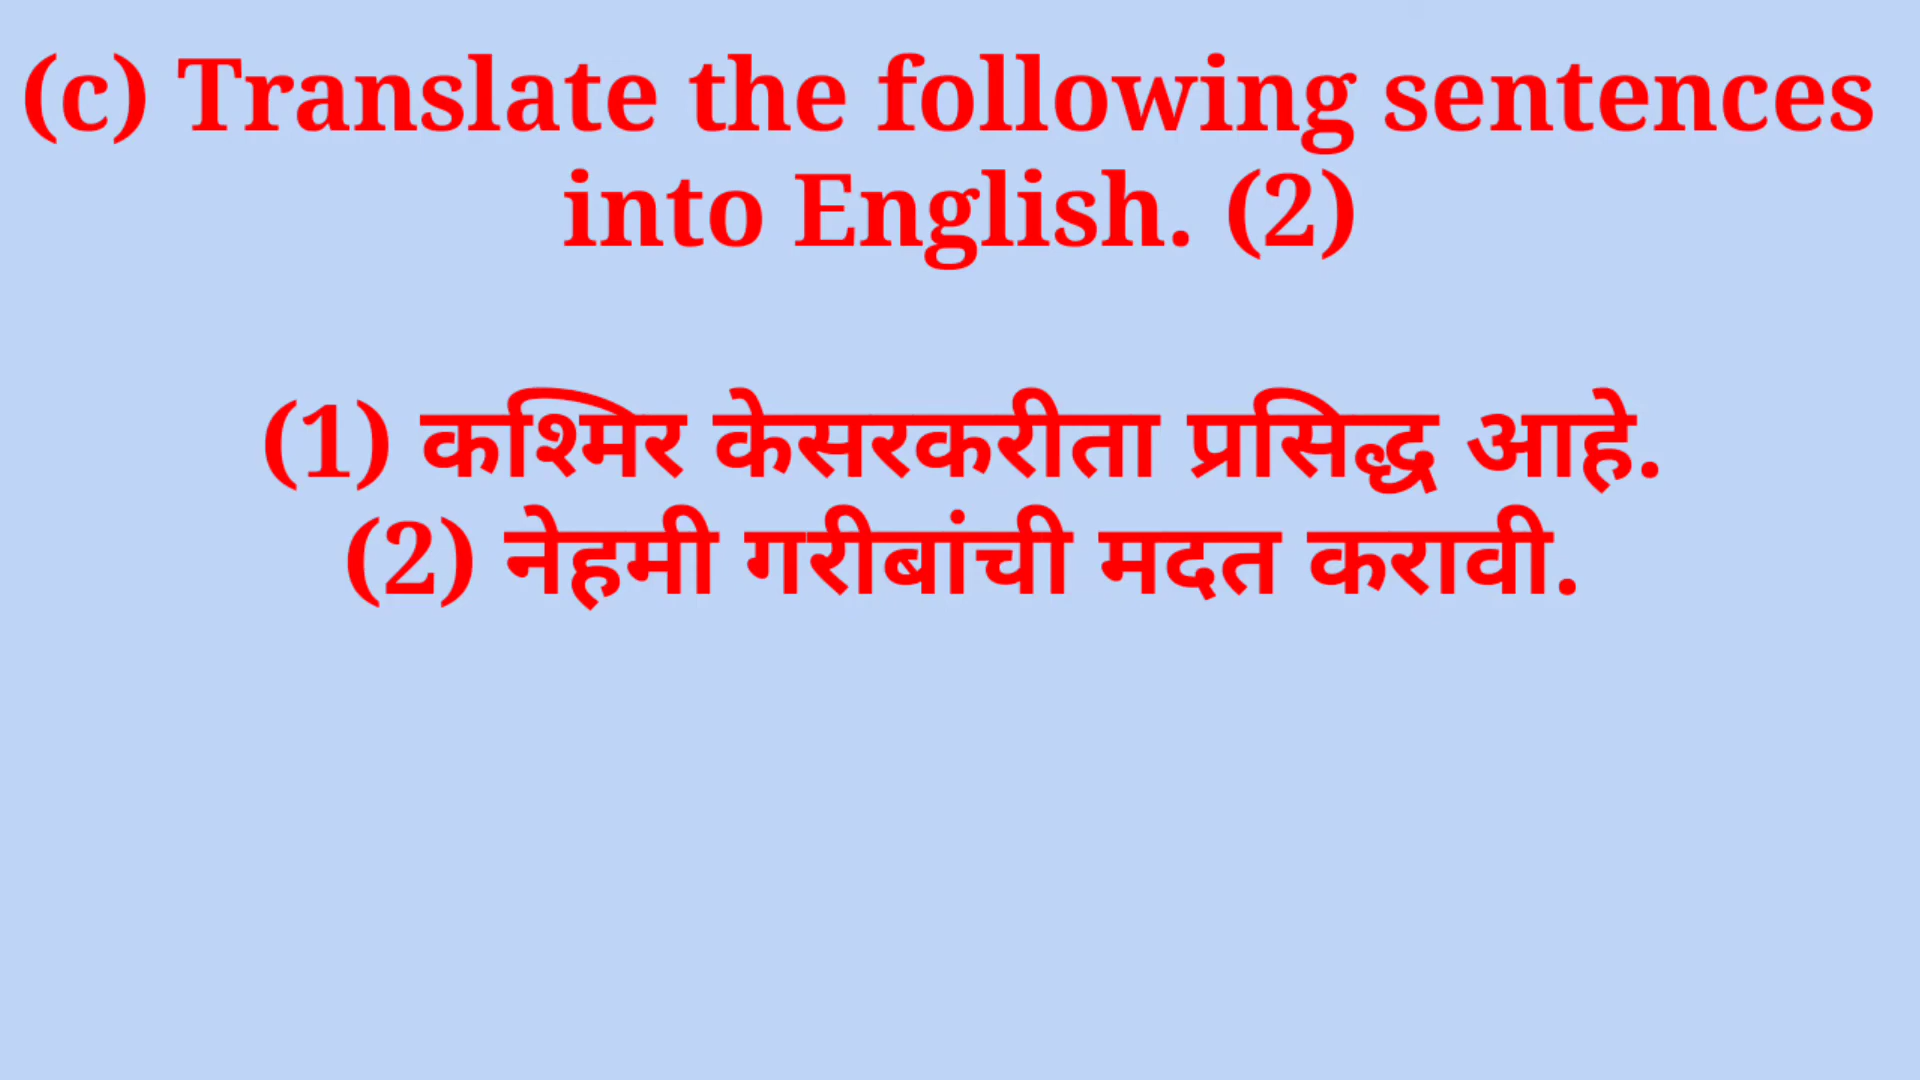 (c) Translate the following sentences
into English. (2)
(1) कश्मिर केसरकरीता प्रसिद्ध आहे.
(2) नेहमी गरीबांची मदत करावी.